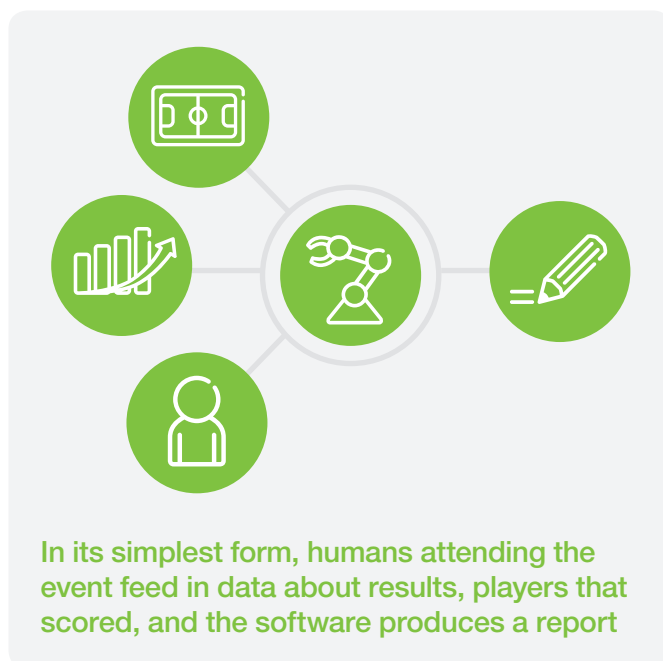 In its simplest form, humans attending the
event feed in data about results, players that
scored, and the software produces a report